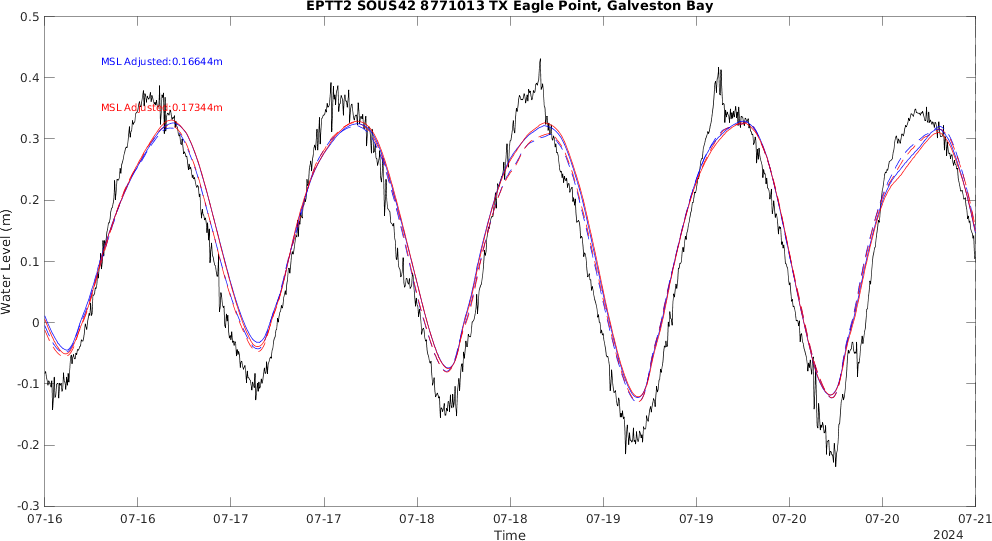 EPTT2 SOUS42 8771013 TX Eagle Point, Galveston Bay
MSL Adjusted:0.16644m
MSL Adjusted:0.17344m
Water Level (m)
0.5
0.4
0.3
0.2
0.1
0
-0.1
-0.2
-0.3
07-16 07-16 07-17 07-17 07-18 07-18 07-19 07-19 07-20 07-20 07-21
Time
2024